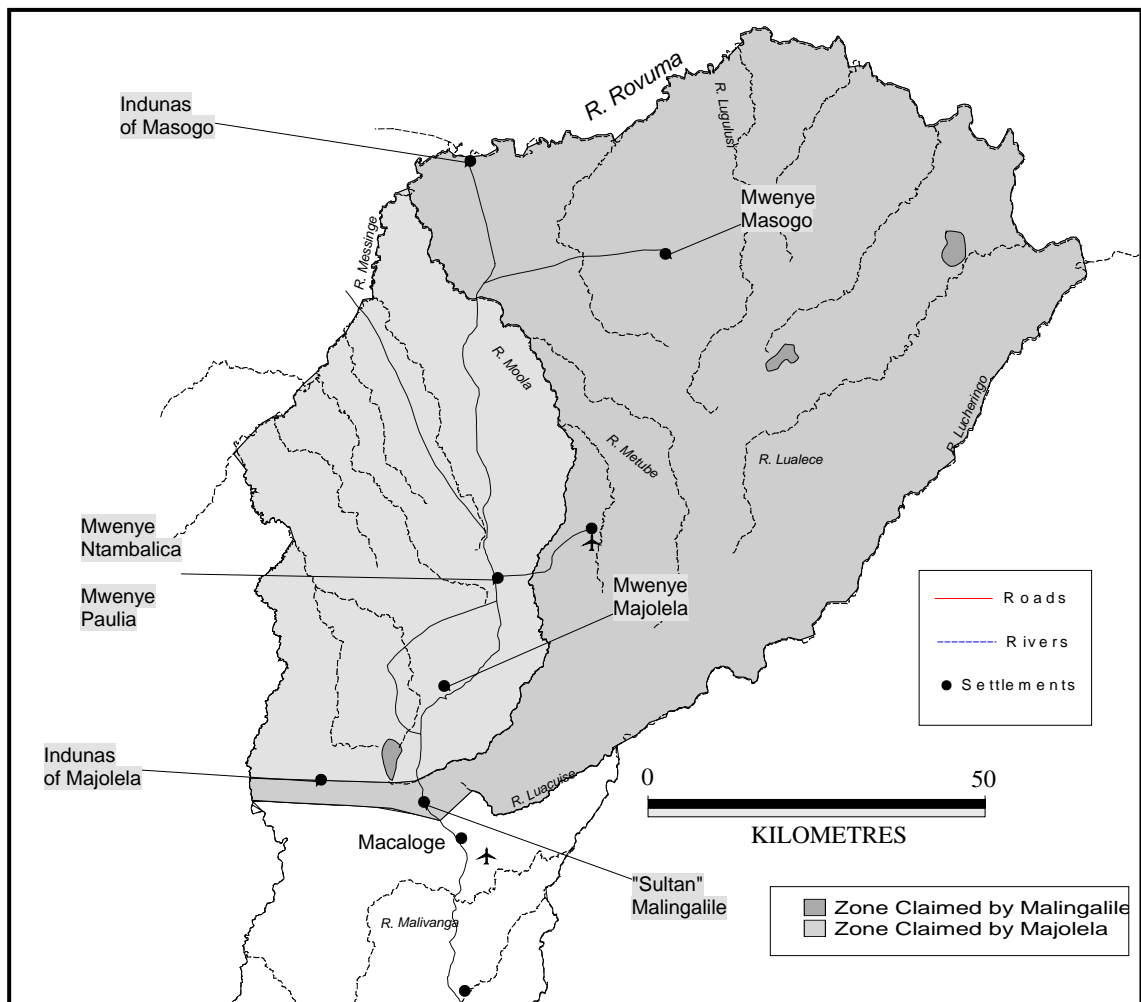 R. Rovuma
Indunas
of Masogo
R. Lugulusi
Mwenye
Masogo
R. Messinge
R. Moola
R. Lucheringo
R. Metube
R. Lualece
Mwenye
Ntambalica
Mwenye
Paulia
Mwenye
Majolela
Roads
Rivers
Settlements
Indunas
of Majolela
R. Luacuise
0 50
KILOMETRES
Macaloge
"Sultan"
Malingalile
R. Malivanga
Zone Claimed by Malingalile
Zone Claimed by Majolela